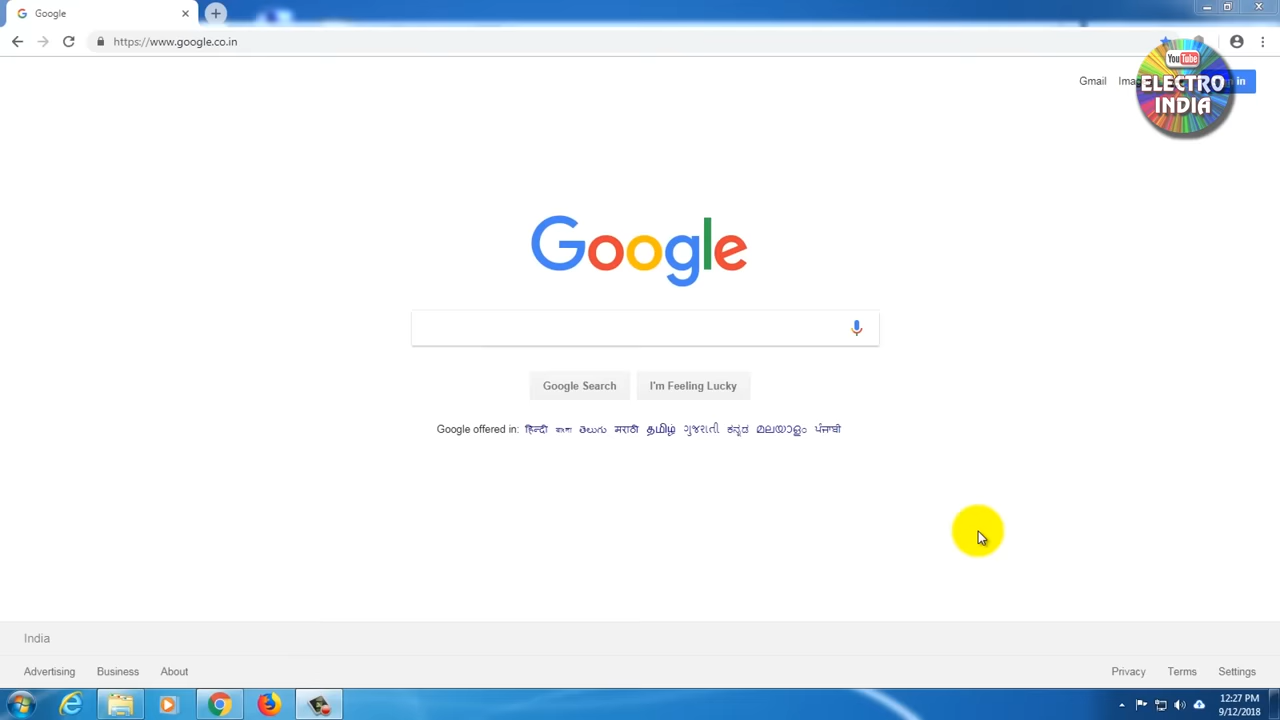 Google
https://www.google.co.in
Gmail
YouTube
ELECTRO
INDIA
in
Google
Google Search
I'm Feeling Lucky
Google offered in: हिन्दी বাংলা తెలుగు मराठी தமிழ் ગુજરાતી ಕನ್ನಡ മലയാളം ਪੰਜਾਬੀ
India
Advertising Business About
Privacy Terms Settings
12:27 PM
9/12/2018